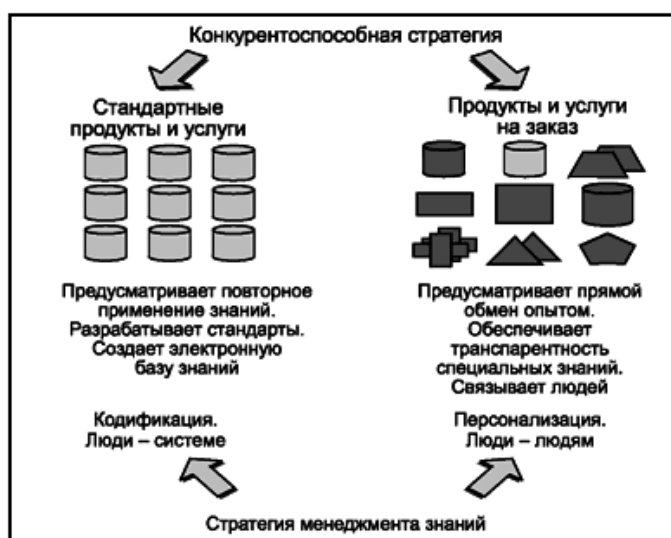 Конкурентоспособная стратегия
Стандартные
продукты и услуги
Продукты и услуги
на заказ
Предусматривает повторное
применение знаний.
Разрабатывает стандарты.
Создает электронную
базу знаний
Предусматривает прямой
обмен опытом.
Обеспечивает
транспарентность
специальных знаний.
Связывает людей
Кодификация.
Люди – системе
Персонализация.
Люди – людям
Стратегия менеджмента знаний